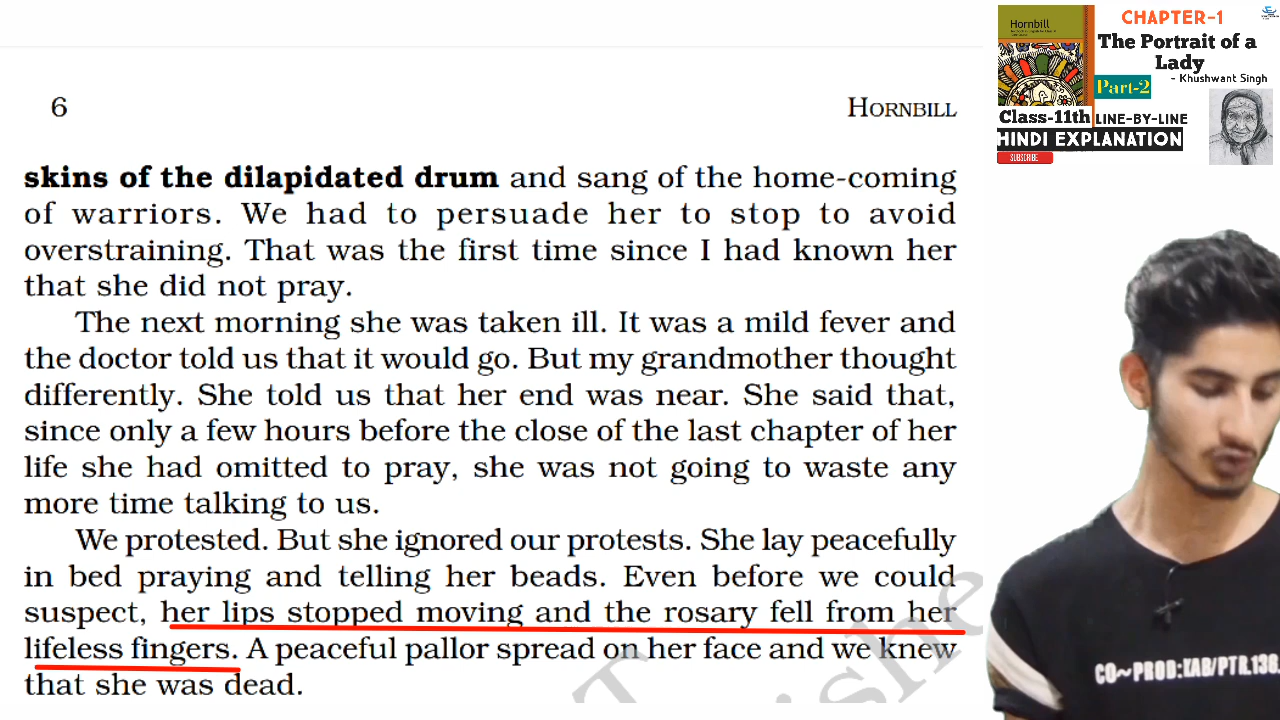 6 HORNBILL
skins of the dilapidated drum and sang of the home-coming
of warriors. We had to persuade her to stop to avoid
overstraining. That was the first time since I had known her
that she did not pray.
The next morning she was taken ill. It was a mild fever and
the doctor told us that it would go. But my grandmother thought
differently. She told us that her end was near. She said that,
since only a few hours before the close of the last chapter of her
life she had omitted to pray, she was not going to waste any
more time talking to us.
We protested. But she ignored our protests. She lay peacefully
in bed praying and telling her beads. Even before we could
suspect, her lips stopped moving and the rosary fell from her
lifeless fingers. A peaceful pallor spread on her face and we knew
that she was dead.
Hornbill
CHAPTER-1
The Portrait of a
Lady
- Khushwant Singh
Part-2
Class-11th LINE-BY-LINE
HINDI EXPLANATION
SUBSCRIBE
CO~PROD:KAB/PTR.136